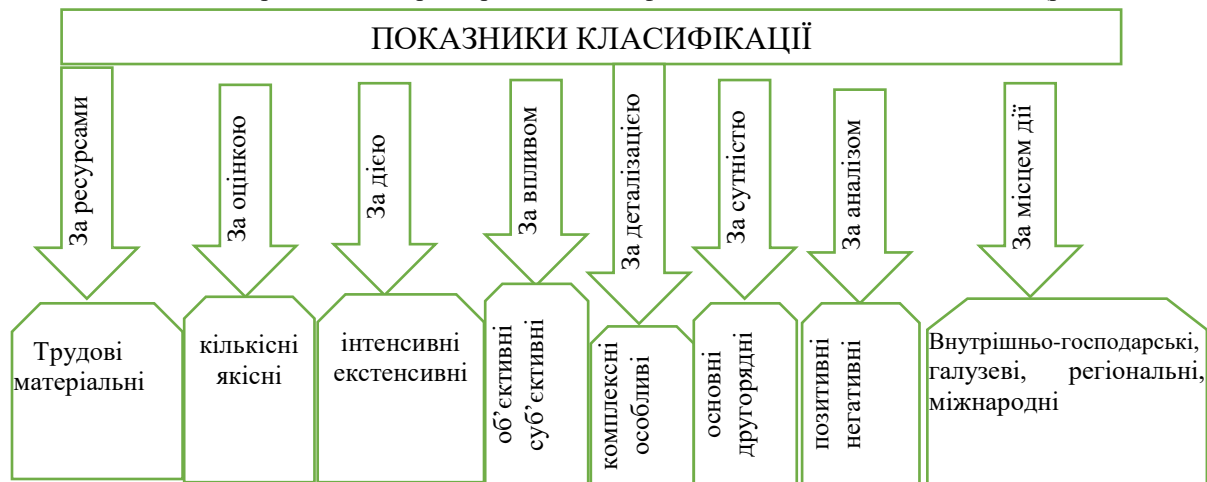 ПОКАЗНИКИ КЛАСИФІКАЦІЇ
За ресурсами
За оцінкою
За дією
За впливом
За деталізацією
За сутністю
За аналізом
За місцем дії
Трудові
матеріальні
кількісні
якісні
інтенсивні
екстенсивні
об’єктивні
суб’єктивні
комплексні
особливі
основні
другорядні
позитивні
негативні
Внутрішньо-господарські,
галузеві, регіональні,
міжнародні